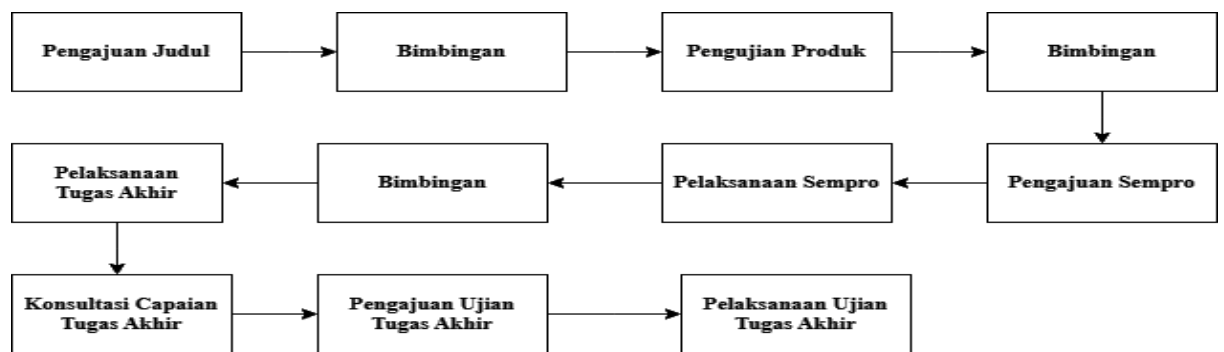 Pengajuan Judul
Bimbingan
Pengujian Produk
Bimbingan
Pengajuan Sempro
Pelaksanaan Sempro
Bimbingan
Pelaksanaan
Tugas Akhir
Konsultasi Capaian
Tugas Akhir
Pengajuan Ujian
Tugas Akhir
Pelaksanaan Ujian
Tugas Akhir